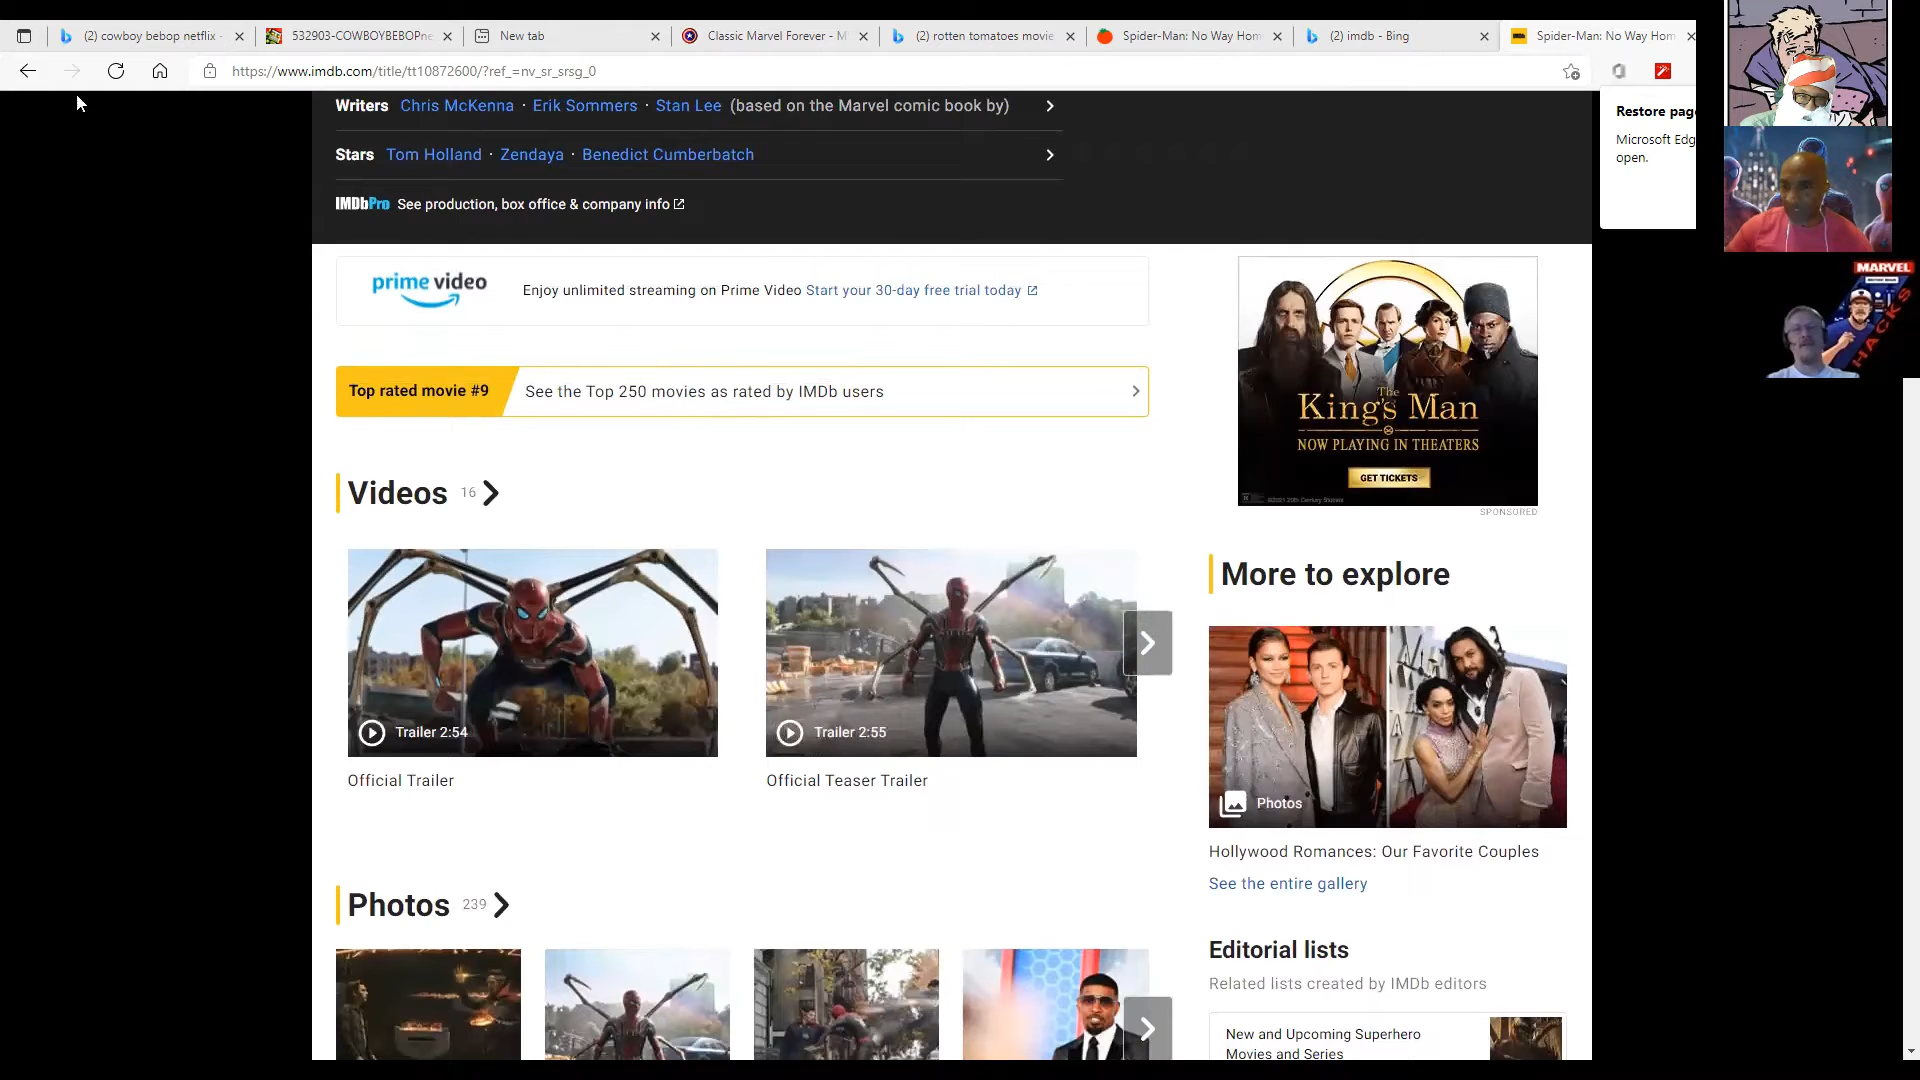 (2) cowboy bebop netflix -
532903-COWBOYBEBOPne
New tab
Classic Marvel Forever - M
(2) rotten tomatoes movie
Spider-Man: No Way Hom
(2) imdb - Bing
Spider-Man: No Way Hom
https://www.imdb.com/title/tt10872600/?ref_=nv_sr_srsg_0
Restore pag
Microsoft Edg
open.
MARVEL
HACKS
Writers Chris McKenna · Erik Sommers · Stan Lee (based on the Marvel comic book by)
Stars Tom Holland · Zendaya · Benedict Cumberbatch
IMDbPro See production, box office & company info
prime video
Enjoy unlimited streaming on Prime Video Start your 30-day free trial today
Top rated movie #9
See the Top 250 movies as rated by IMDb users
The
King's Man
NOW PLAYING IN THEATERS
GET TICKETS
SPONSORED
Videos 16
Trailer 2:54
Official Trailer
Trailer 2:55
Official Teaser Trailer
More to explore
Photos
Hollywood Romances: Our Favorite Couples
See the entire gallery
Photos 239
Editorial lists
Related lists created by IMDb editors
New and Upcoming Superhero
Movies and Series